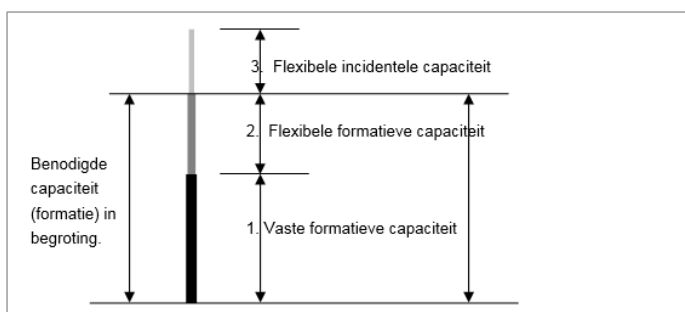 3. Flexibele incidentele capaciteit
2. Flexibele formatieve capaciteit
Benodigde
capaciteit
(formatie) in
begroting.
1. Vaste formatieve capaciteit